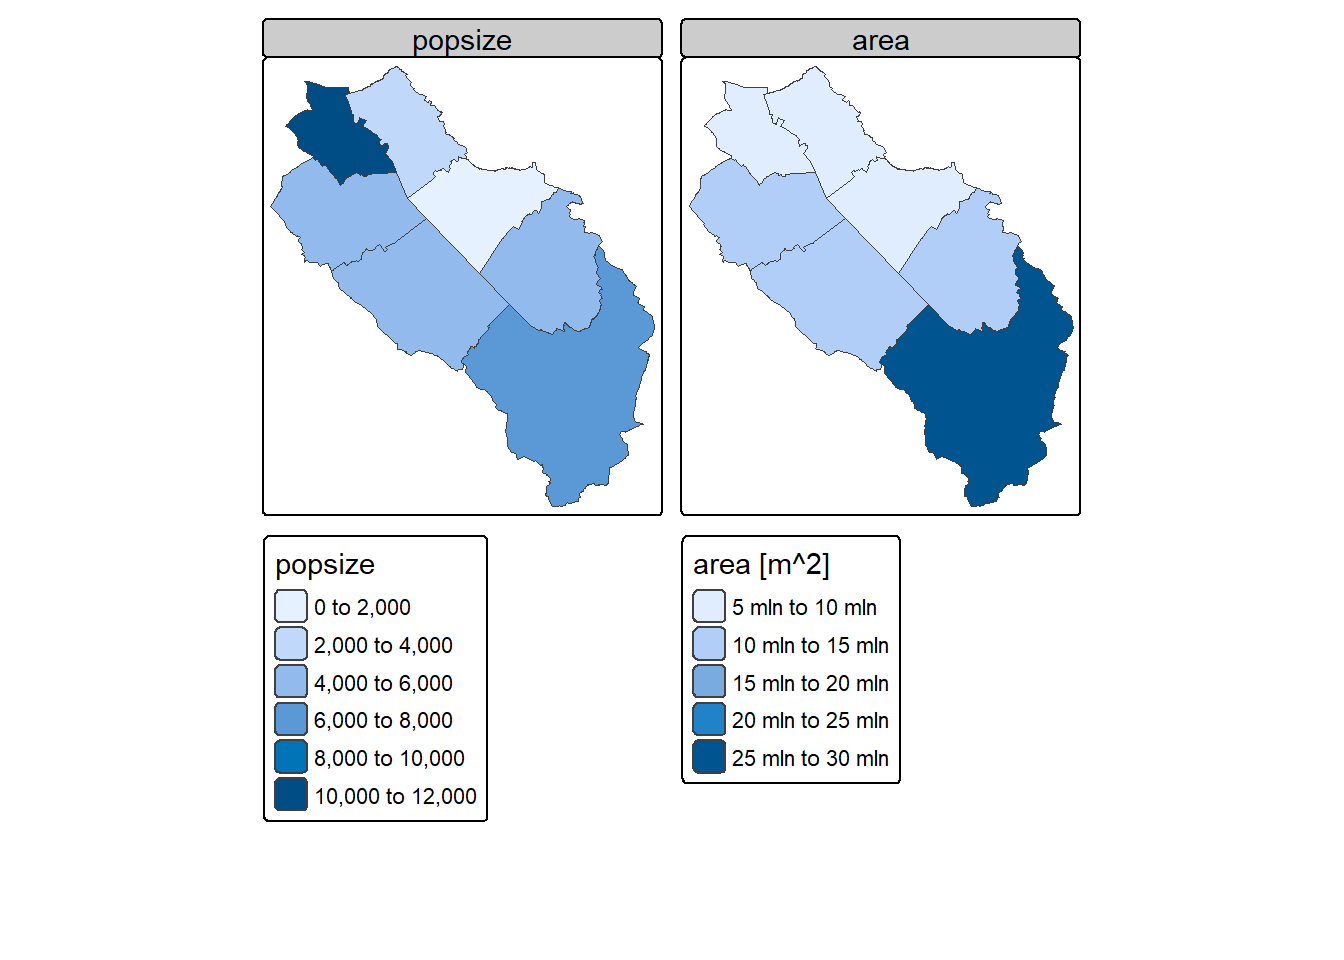 popsize
area
popsize
0 to 2,000
2,000 to 4,000
4,000 to 6,000
6,000 to 8,000
8,000 to 10,000
10,000 to 12,000
area [m^2]
5 mln to 10 mln
10 mln to 15 mln
15 mln to 20 mln
20 mln to 25 mln
25 mln to 30 mln